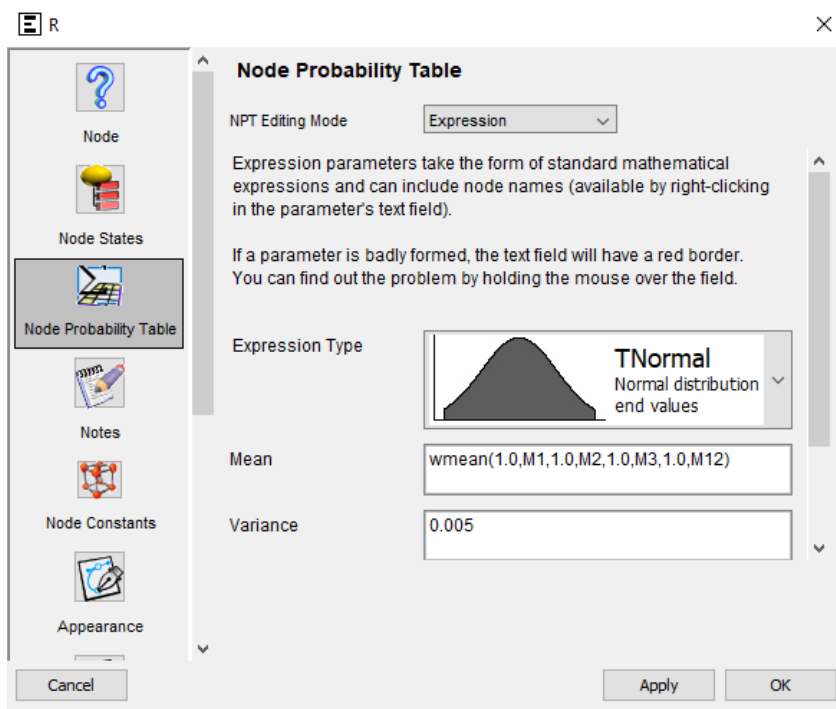 R
Node Probability Table
Node
NPT Editing Mode
Expression
Expression parameters take the form of standard mathematical
expressions and can include node names (available by right-clicking
in the parameter's text field).
If a parameter is badly formed, the text field will have a red border.
You can find out the problem by holding the mouse over the field.
Node States
Node Probability Table
Expression Type
TNormal
Normal distribution
end values
Notes
Mean
wmean(1.0,M1,1.0,M2,1.0,M3,1.0,M12)
Node Constants
Variance
0.005
Appearance
Cancel
Apply
OK